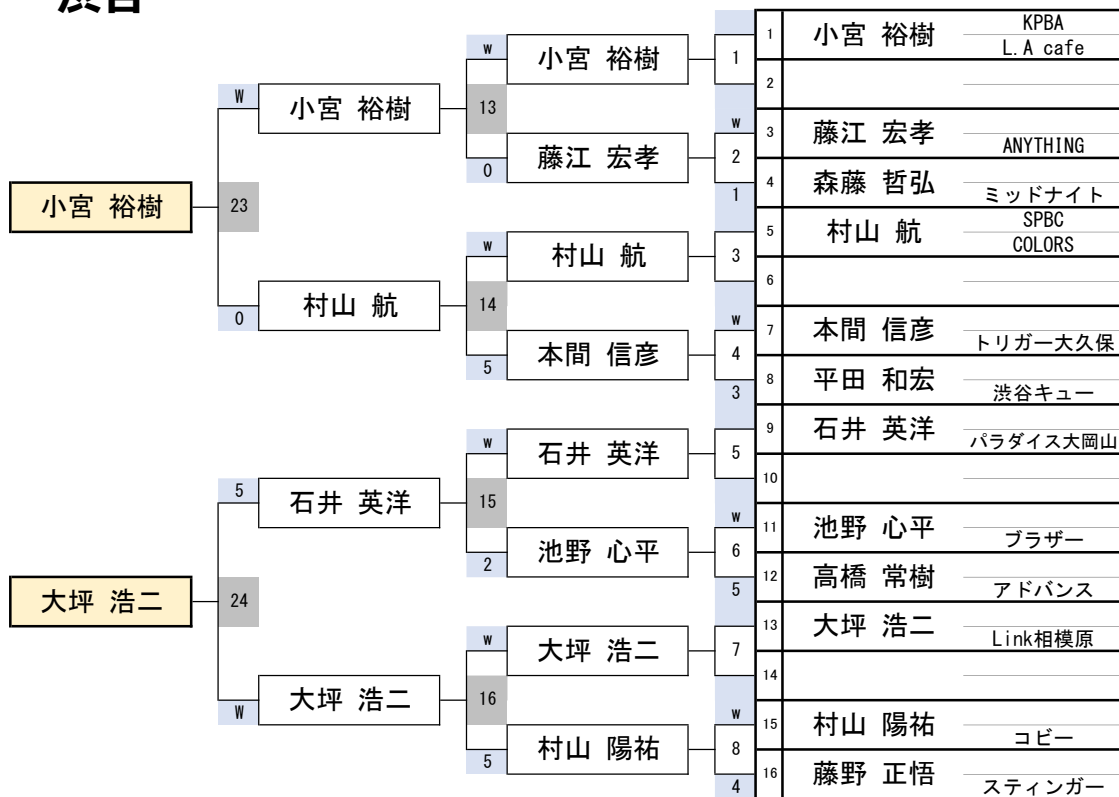 KPBA
1 小宮 裕樹
L.A cafe
W 小宮 裕樹 1
2
W 小宮 裕樹 13
W 3 藤江 宏孝
ANYTHING
0 藤江 宏孝 2
4 森藤 哲弘
ミッドナイト
1
小宮 裕樹 23
SPBC
5 村山 航
COLORS
W 村山 航 3
6
0 村山 航 14
W 7 本間 信彦
トリガー大久保
5 本間 信彦 4
8 平田 和宏
渋谷キュー
3
9 石井 英洋
パラダイス大岡山
W 石井 英洋 5
10
5 石井 英洋 15
W 11 池野 心平
ブラザー
2 池野 心平 6
12 高橋 常樹
アドバンス
5
大坪 浩二 24
13 大坪 浩二
Link相模原
W 大坪 浩二 7
14
W 大坪 浩二 16
W 15 村山 陽祐
コビー
5 村山 陽祐 8
16 藤野 正悟
スティンガー
4